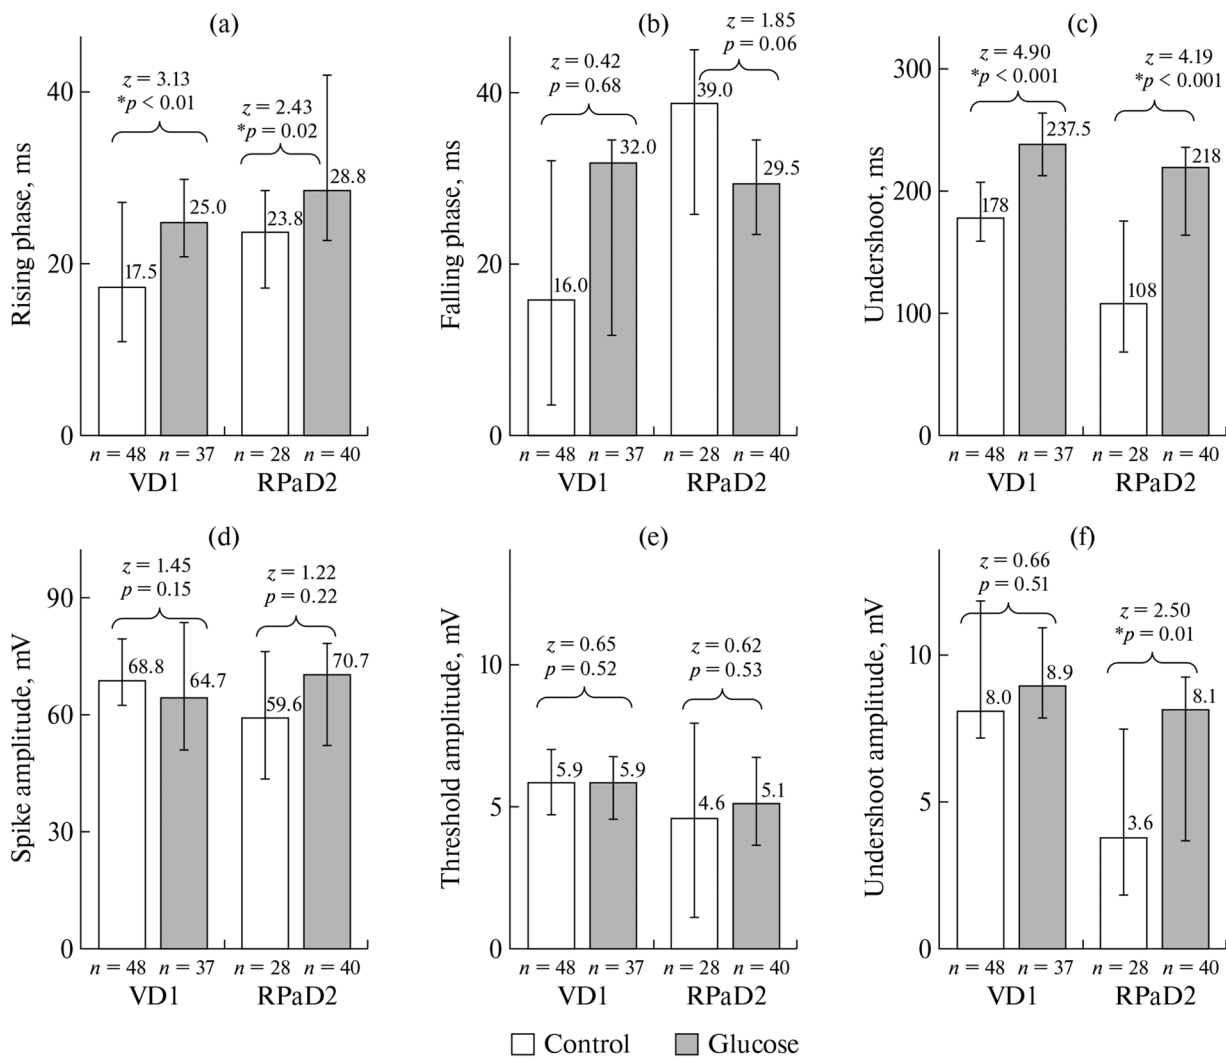 (a)
Rising phase, ms
40
20
0
z = 3.13
*p < 0.01
z = 2.43
*p = 0.02
17.5
25.0
23.8
28.8
n = 48 n = 37 n = 28 n = 40
VD1 RPaD2
(b)
Falling phase, ms
40
20
0
z = 0.42
p = 0.68
z = 1.85
p = 0.06
16.0
32.0
39.0
29.5
n = 48 n = 37 n = 28 n = 40
VD1 RPaD2
(c)
Undershoot, ms
300
200
100
0
z = 4.90
*p < 0.001
z = 4.19
*p < 0.001
178
237.5
108
218
n = 48 n = 37 n = 28 n = 40
VD1 RPaD2
(d)
Spike amplitude, mV
90
60
30
0
z = 1.45
p = 0.15
z = 1.22
p = 0.22
68.8
64.7
59.6
70.7
n = 48 n = 37 n = 28 n = 40
VD1 RPaD2
(e)
Threshold amplitude, mV
10
5
0
z = 0.65
p = 0.52
z = 0.62
p = 0.53
5.9
5.9
4.6
5.1
n = 48 n = 37 n = 28 n = 40
VD1 RPaD2
(f)
Undershoot amplitude, mV
10
5
0
z = 0.66
p = 0.51
z = 2.50
*p = 0.01
8.0
8.9
3.6
8.1
n = 48 n = 37 n = 28 n = 40
VD1 RPaD2
Control Glucose